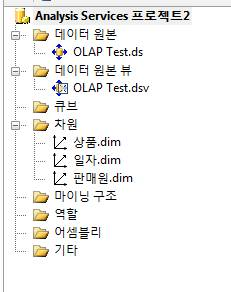 Analysis Services 프로젝트2
데이터 원본
OLAP Test.ds
데이터 원본 뷰
OLAP Test.dsv
큐브
차원
상품.dim
일자.dim
판매원.dim
마이닝 구조
역할
어셈블리
기타